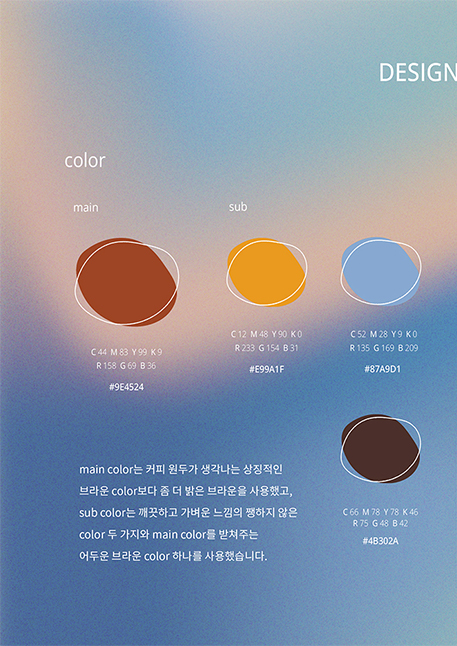 DESIGN
color
main
sub
C 44 M 83 Y 99 K 9
R 158 G 69 B 36
#9E4524
C 12 M 48 Y 90 K 0
R 233 G 154 B 31
#E99A1F
C 52 M 28 Y 9 K 0
R 135 G 169 B 209
#87A9D1
C 66 M 78 Y 78 K 46
R 75 G 48 B 42
#4B302A
main color는 커피 원두가 생각나는 상징적인
브라운 color보다 좀 더 밝은 브라운을 사용했고,
sub color는 깨끗하고 가벼운 느낌의 쨍하지 않은
color 두 가지와 main color를 받쳐주는
어두운 브라운 color 하나를 사용했습니다.